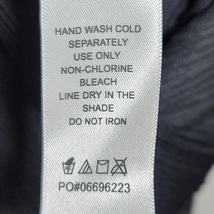 HAND WASH COLD
SEPARATELY
USE ONLY
NON-CHLORINE
BLEACH
LINE DRY IN THE
SHADE
DO NOT IRON
PO#06696223